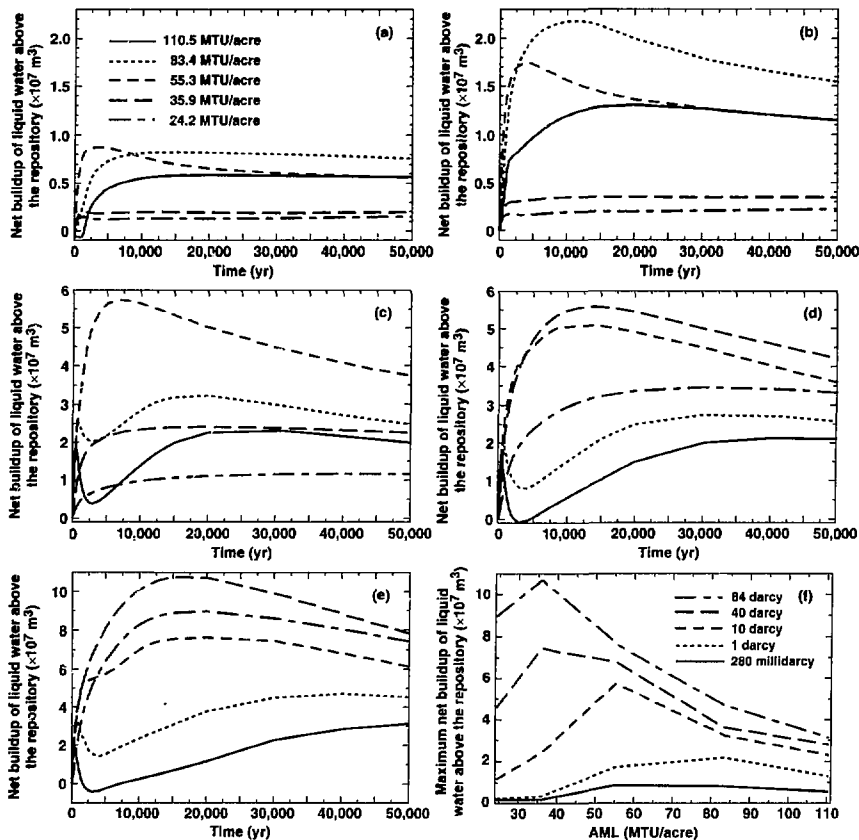 Net buildup of liquid water above
the repository (×10⁷ m³)
2.0
1.5
1.0
0.5
0
(a)
110.5 MTU/acre
83.4 MTU/acre
55.3 MTU/acre
35.9 MTU/acre
24.2 MTU/acre
0
10,000
20,000
30,000
40,000
50,000
Time (yr)
Net buildup of liquid water above
the repository (×10⁷ m³)
2.0
1.5
1.0
0.5
0
(b)
0
10,000
20,000
30,000
40,000
50,000
Time (yr)
Net buildup of liquid water above
the repository (×10⁷ m³)
6
5
4
3
2
1
0
(c)
0
10,000
20,000
30,000
40,000
50,000
Time (yr)
Net buildup of liquid water above
the repository (×10⁷ m³)
6
5
4
3
2
1
0
(d)
0
10,000
20,000
30,000
40,000
50,000
Time (yr)
Net buildup of liquid water above
the repository (×10⁷ m³)
10
8
6
4
2
0
(e)
0
10,000
20,000
30,000
40,000
50,000
Time (yr)
Maximum net buildup of liquid
water above the repository (×10⁷ m³)
10
8
6
4
2
0
(f)
84 darcy
40 darcy
10 darcy
1 darcy
280 millidarcy
30
40
50
60
70
80
90
100
110
AML (MTU/acre)